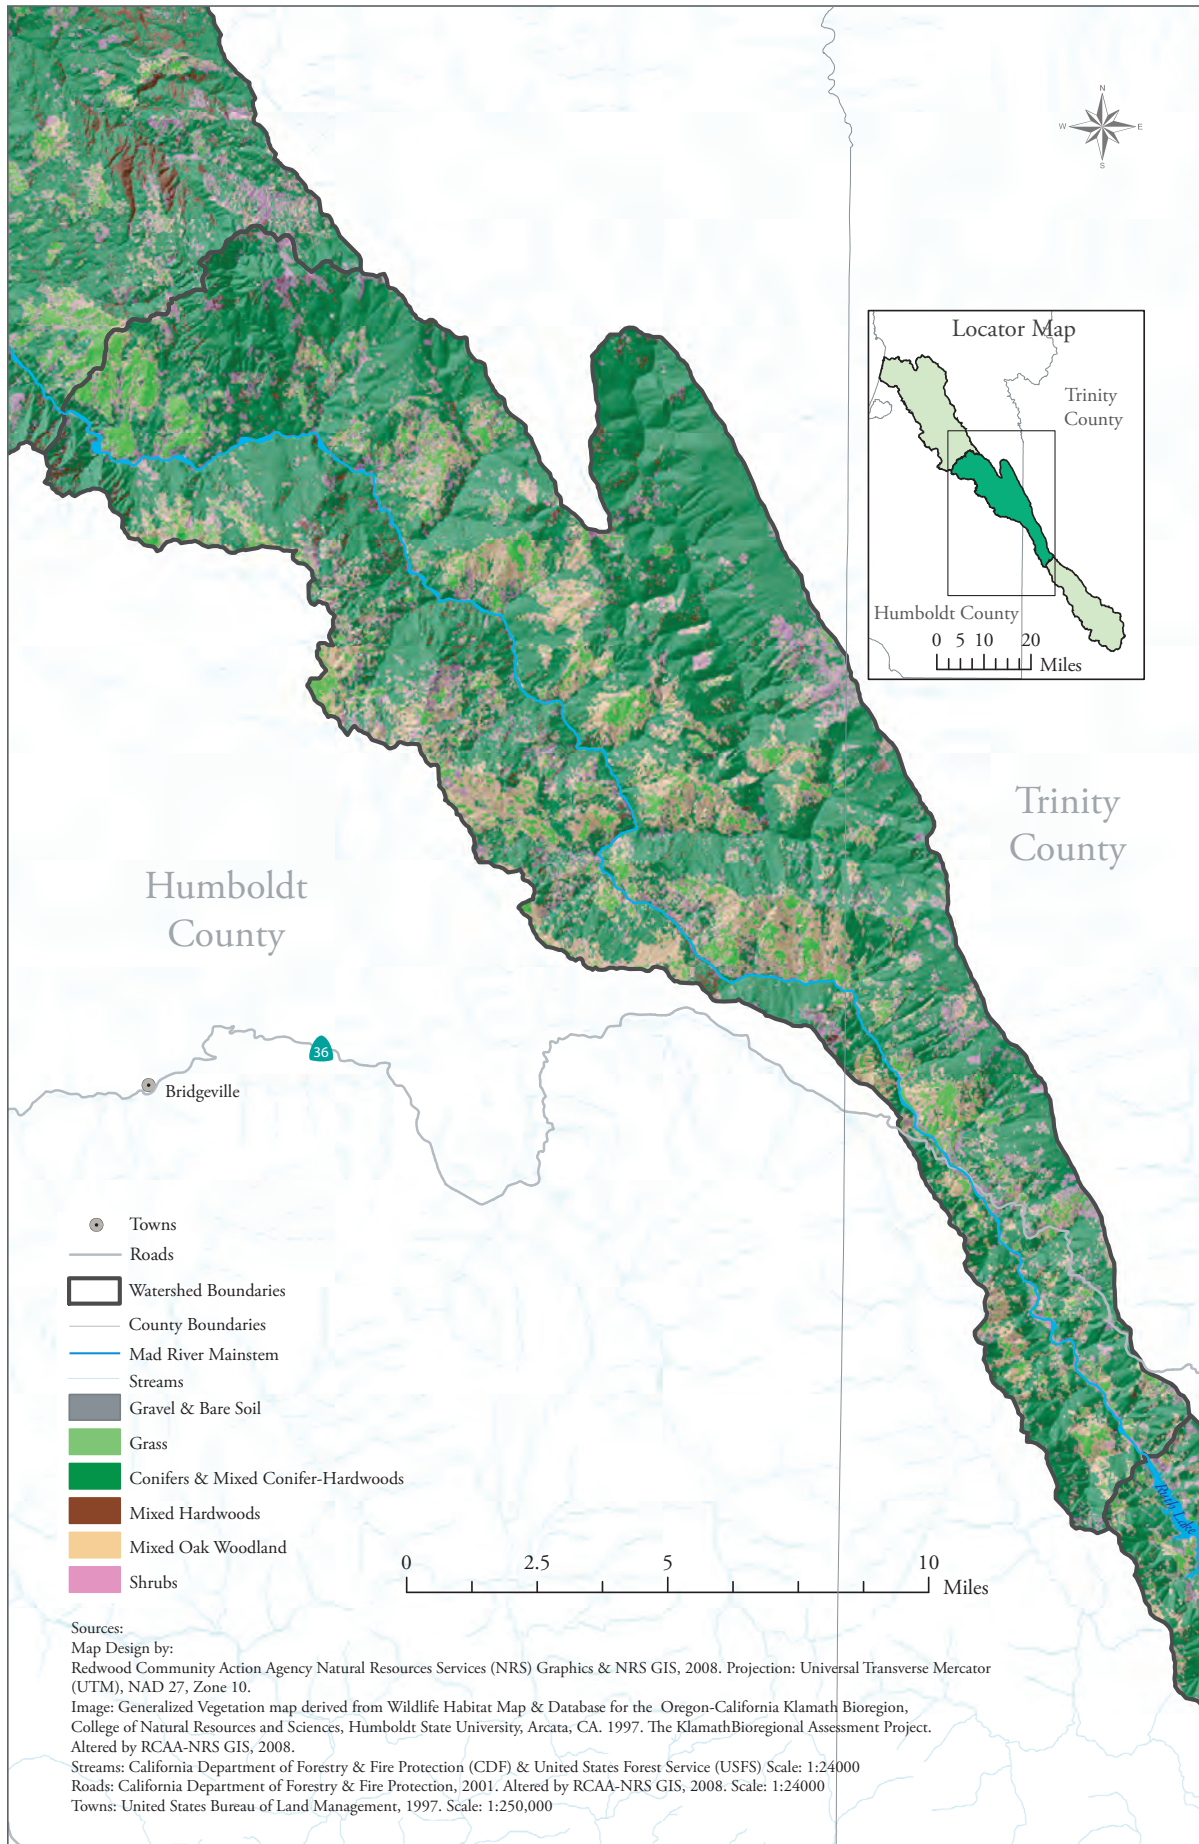 N
W E
S
Locator Map
Trinity
County
Humboldt County
0 5 10 20
Miles
Trinity
County
Humboldt
County
36
Bridgeville
Towns
Roads
Watershed Boundaries
County Boundaries
Mad River Mainstem
Streams
Gravel & Bare Soil
Grass
Conifers & Mixed Conifer-Hardwoods
Mixed Hardwoods
Mixed Oak Woodland
Shrubs
Ruth Lake
0 2.5 5 10
Miles
Sources:
Map Design by:
Redwood Community Action Agency Natural Resources Services (NRS) Graphics & NRS GIS, 2008. Projection: Universal Transverse Mercator
(UTM), NAD 27, Zone 10.
Image: Generalized Vegetation map derived from Wildlife Habitat Map & Database for the Oregon-California Klamath Bioregion,
College of Natural Resources and Sciences, Humboldt State University, Arcata, CA. 1997. The KlamathBioregional Assessment Project.
Altered by RCAA-NRS GIS, 2008.
Streams: California Department of Forestry & Fire Protection (CDF) & United States Forest Service (USFS) Scale: 1:24000
Roads: California Department of Forestry & Fire Protection, 2001. Altered by RCAA-NRS GIS, 2008. Scale: 1:24000
Towns: United States Bureau of Land Management, 1997. Scale: 1:250,000